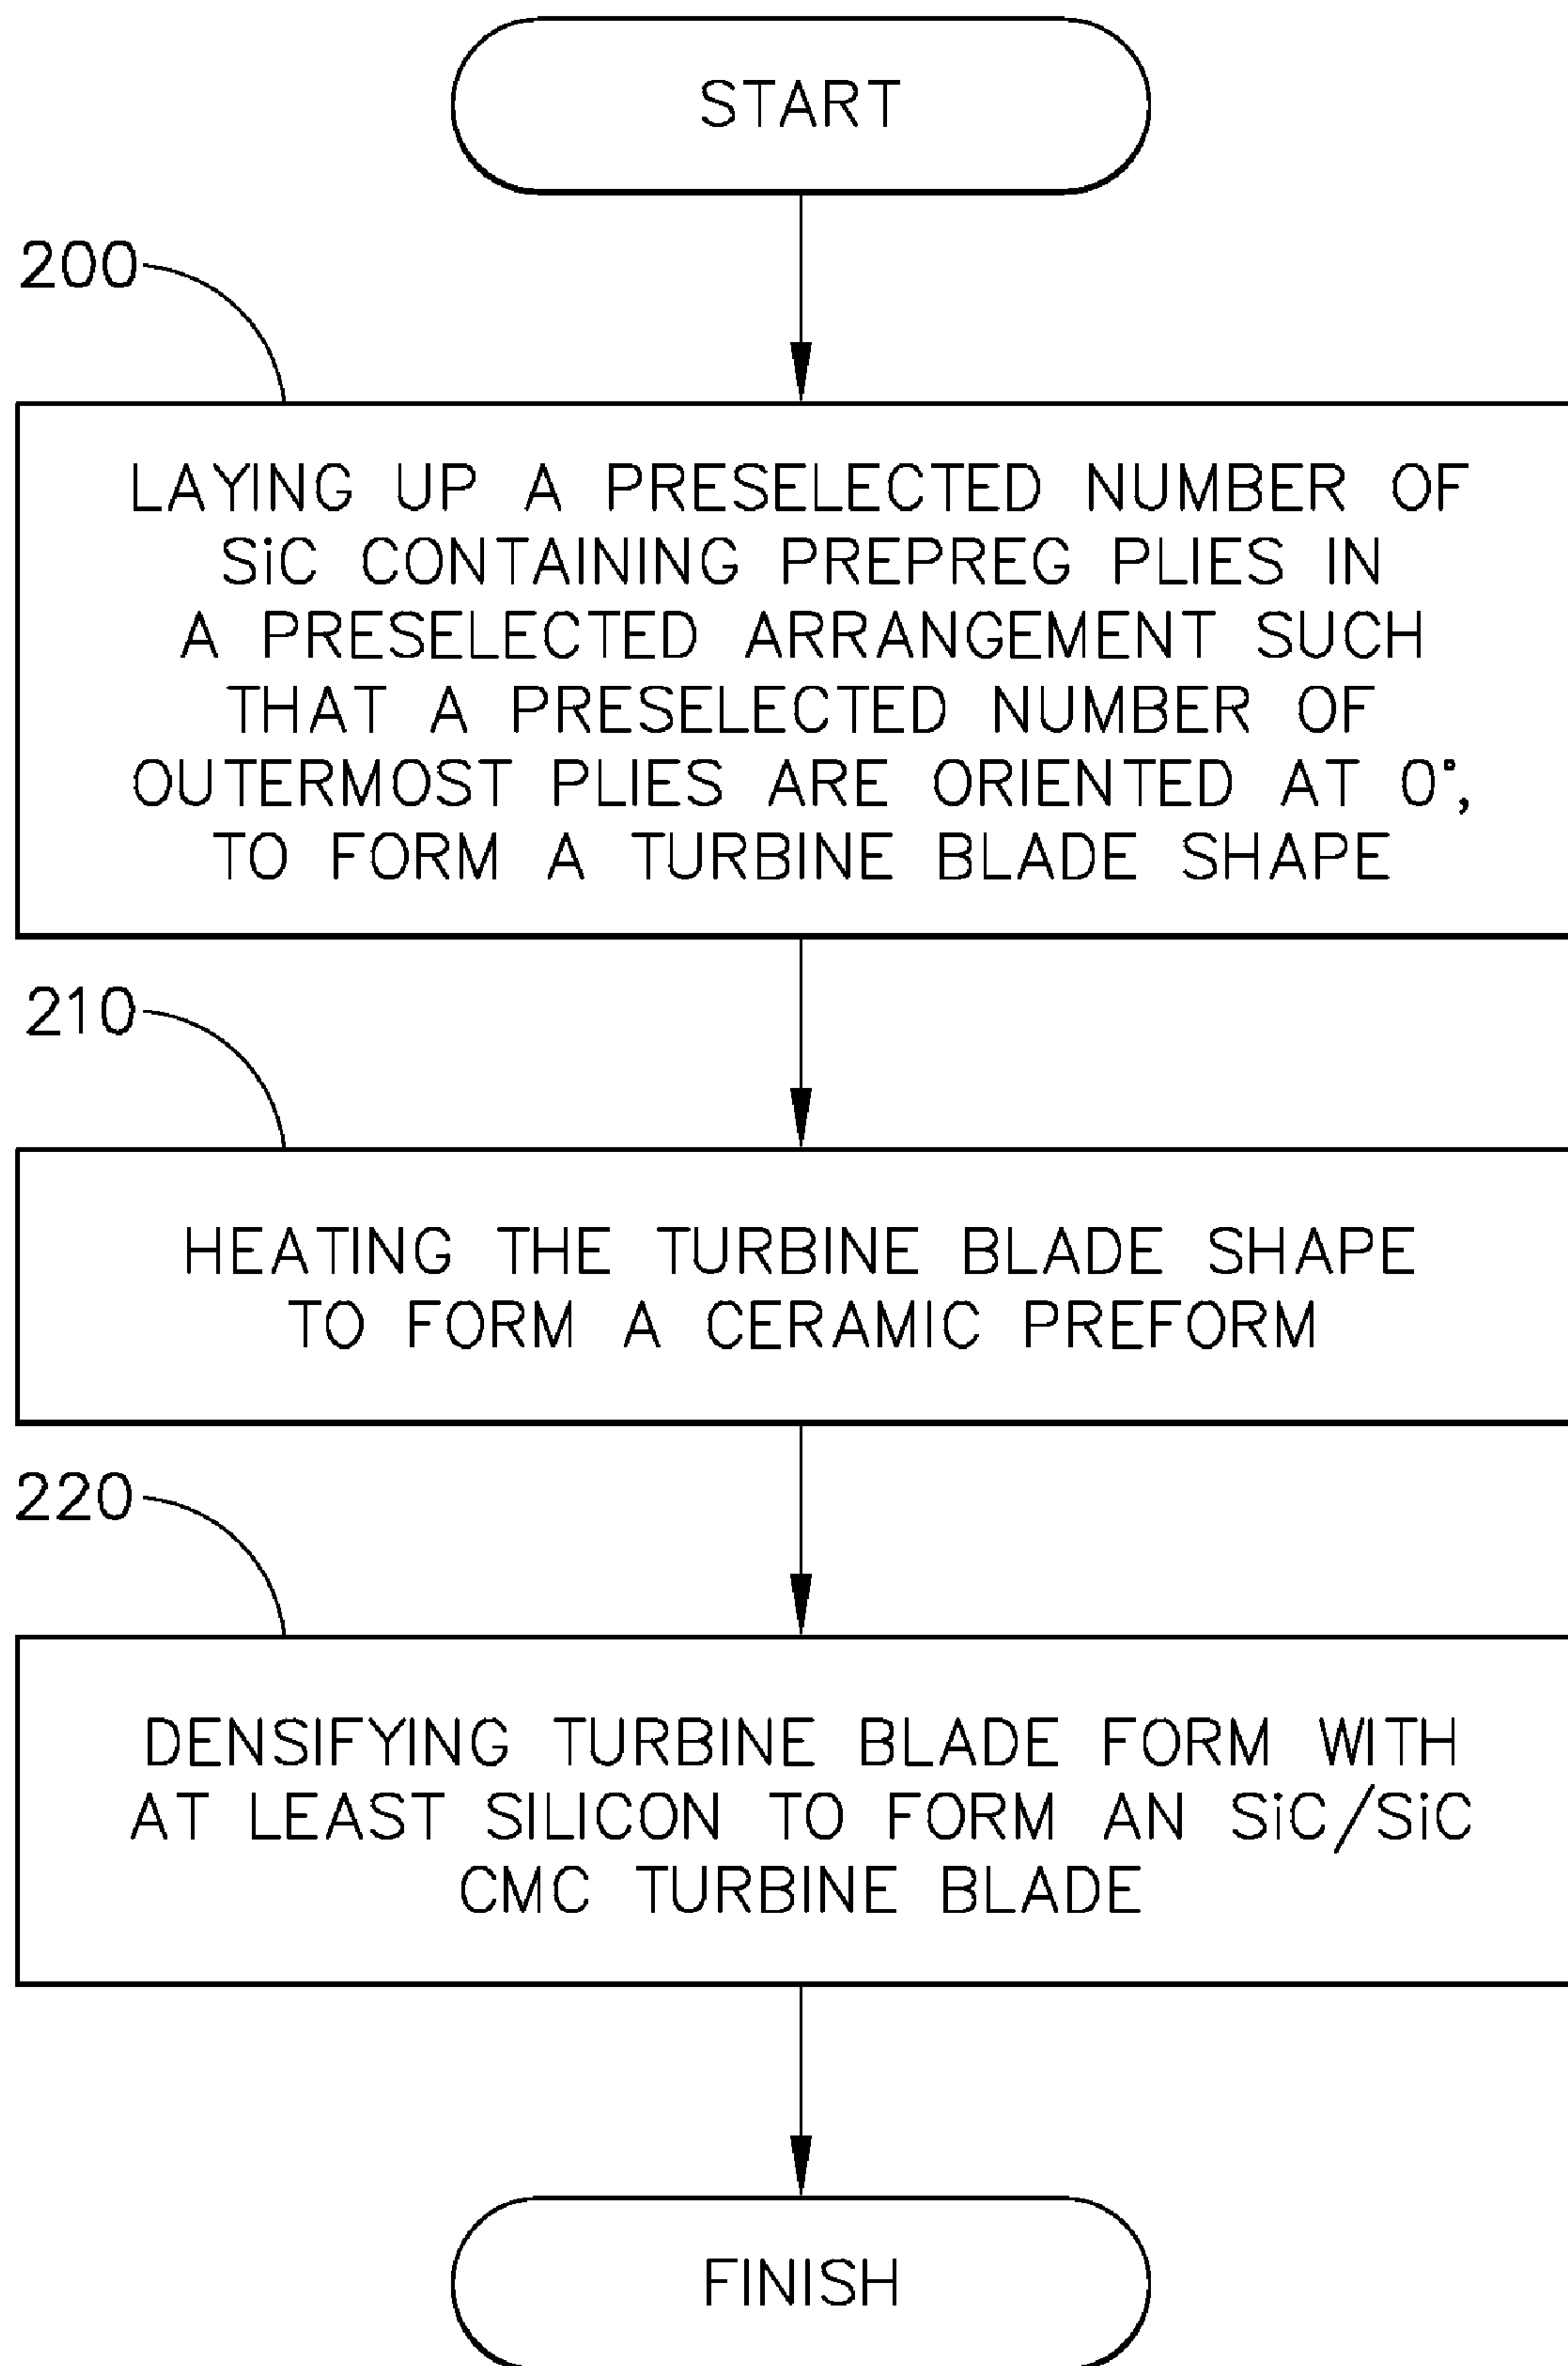 START
200
LAYING UP A PRESELECTED NUMBER OF
SiC CONTAINING PREPREG PLIES IN
A PRESELECTED ARRANGEMENT SUCH
THAT A PRESELECTED NUMBER OF
OUTERMOST PLIES ARE ORIENTED AT 0°,
TO FORM A TURBINE BLADE SHAPE
210
HEATING THE TURBINE BLADE SHAPE
TO FORM A CERAMIC PREFORM
220
DENSIFYING TURBINE BLADE FORM WITH
AT LEAST SILICON TO FORM AN SiC/SiC
CMC TURBINE BLADE
FINISH